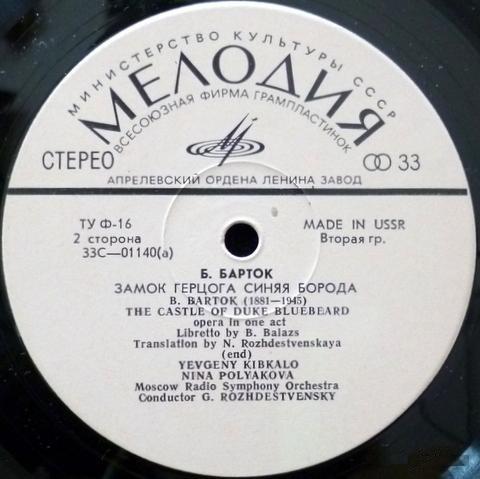 МИНИСТЕРСТВО КУЛЬТУРЫ СССР
МЕЛОДИЯ
ВСЕСОЮЗНАЯ ФИРМА ГРАМПЛАСТИНОК
СТЕРЕО
33
АПРЕЛЕВСКИЙ ОРДЕНА ЛЕНИНА ЗАВОД
ТУ Ф-16
MADE IN USSR
2 сторона
Вторая гр.
33С—01140(а)
Б. БАРТОК
ЗАМОК ГЕРЦОГА СИНЯЯ БОРОДА
B. BARTOK (1881—1945)
THE CASTLE OF DUKE BLUEBEARD
opera in one act
Libretto by B. Balazs
Translation by N. Rozhdestvenskaya
(end)
YEVGENY KIBKALO
NINA POLYAKOVA
Moscow Radio Symphony Orchestra
Conductor G. ROZHDESTVENSKY